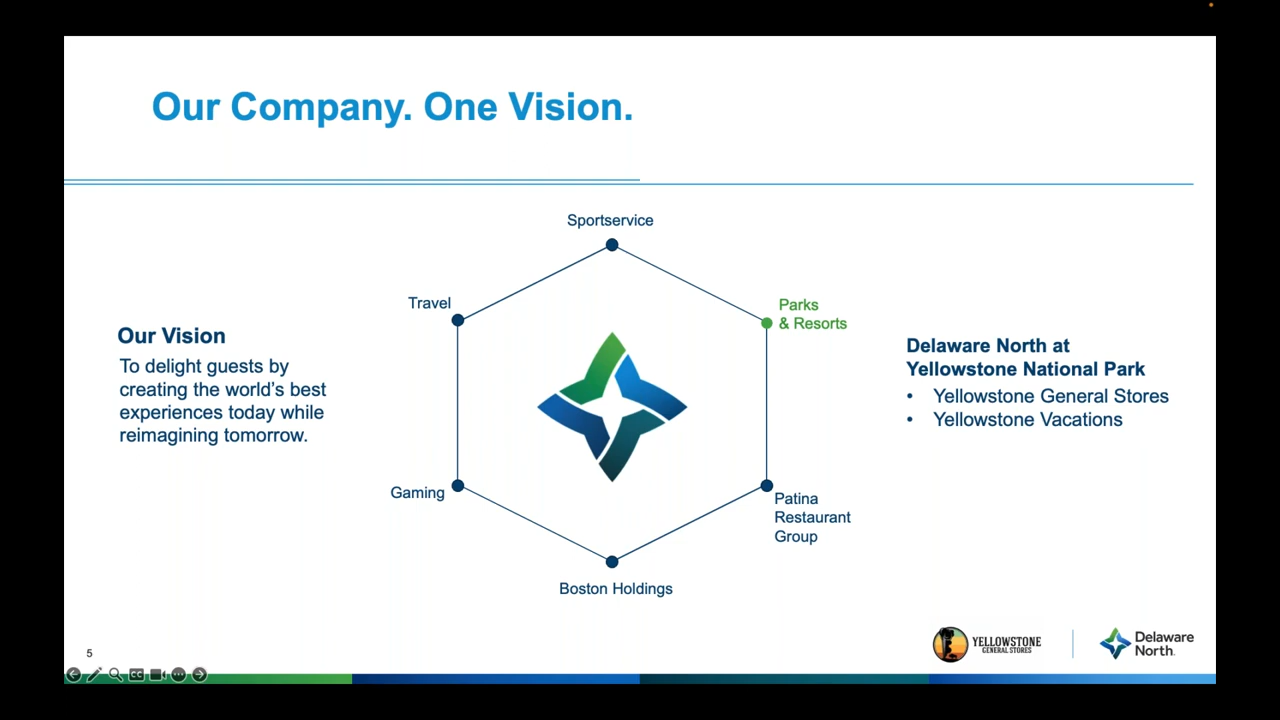 Our Company. One Vision.
Sportservice
Travel
Parks
& Resorts
Our Vision
To delight guests by
creating the world's best
experiences today while
reimagining tomorrow.
Delaware North at
Yellowstone National Park
• Yellowstone General Stores
• Yellowstone Vacations
Gaming
Patina
Restaurant
Group
Boston Holdings
5
CC
YELLOWSTONE
GENERAL STORES
Delaware
North.